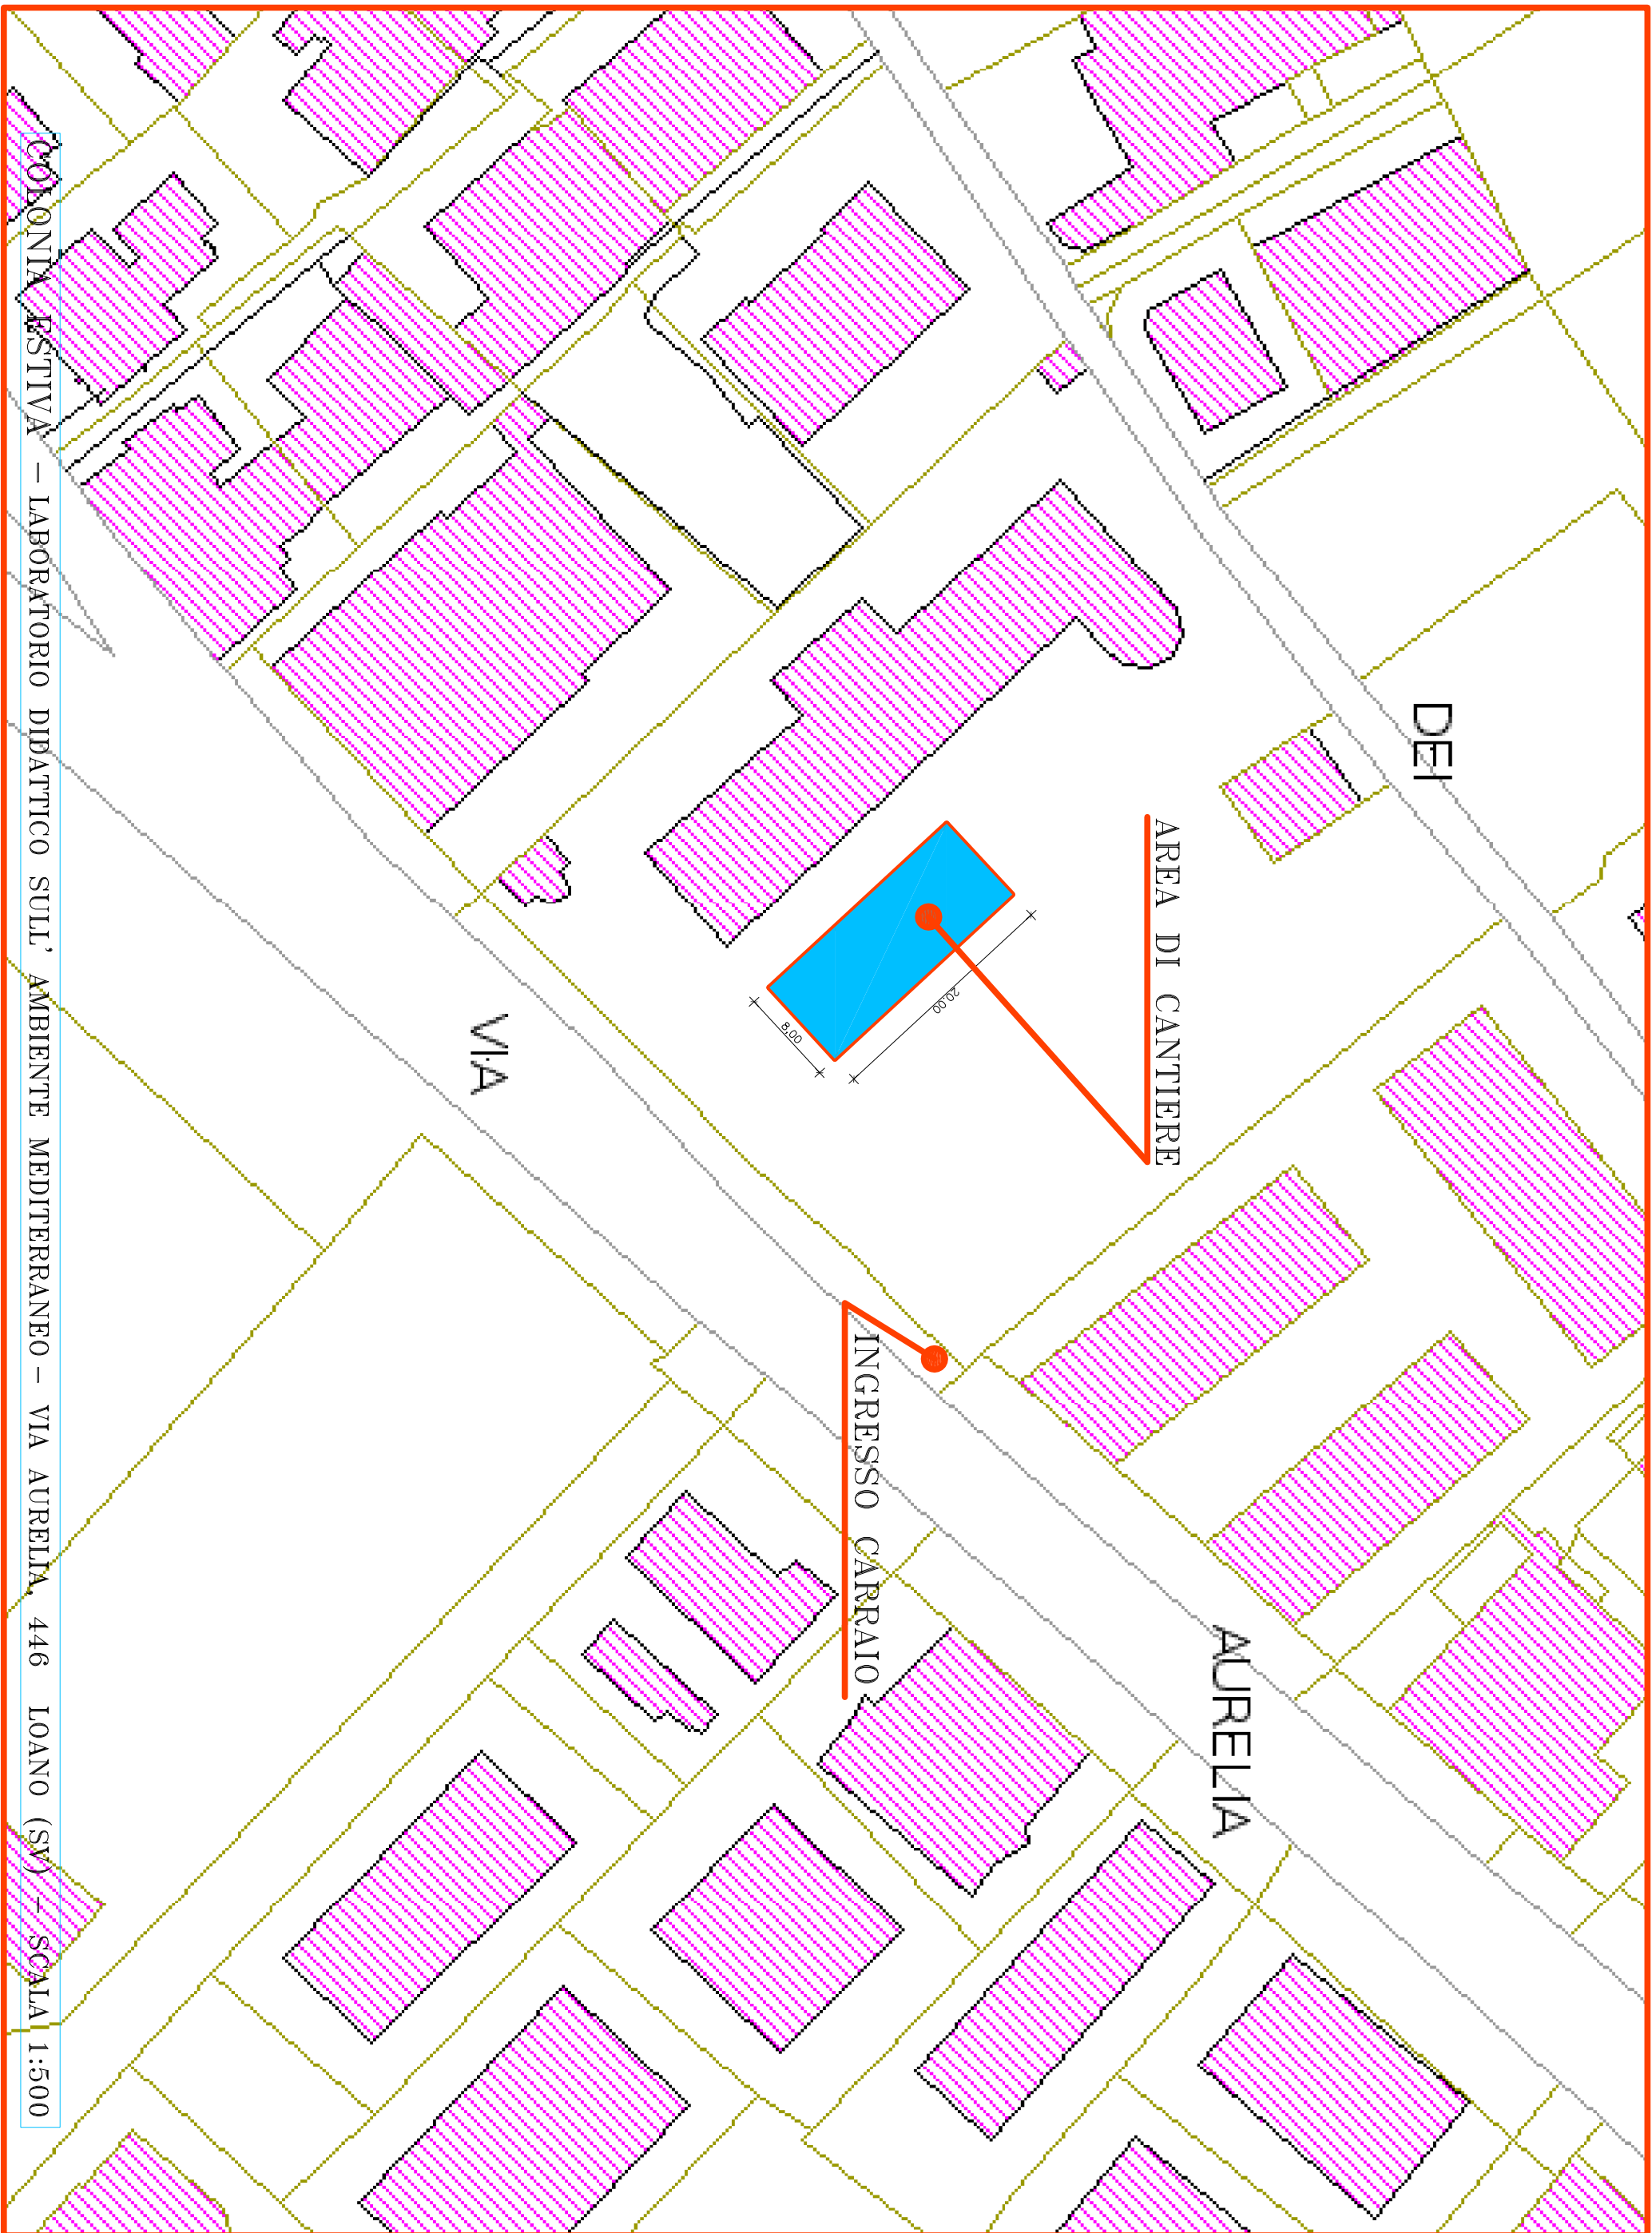 DEI
AREA DI CANTIERE
20.00
8.00
VIA
AURELIA
INGRESSO CARRAIO
COLONIA ESTIVA - LABORATORIO DIDATTICO SULL' AMBIENTE MEDITERRANEO - VIA AURELIA, 446 LOANO (SV) - SCALA 1:500